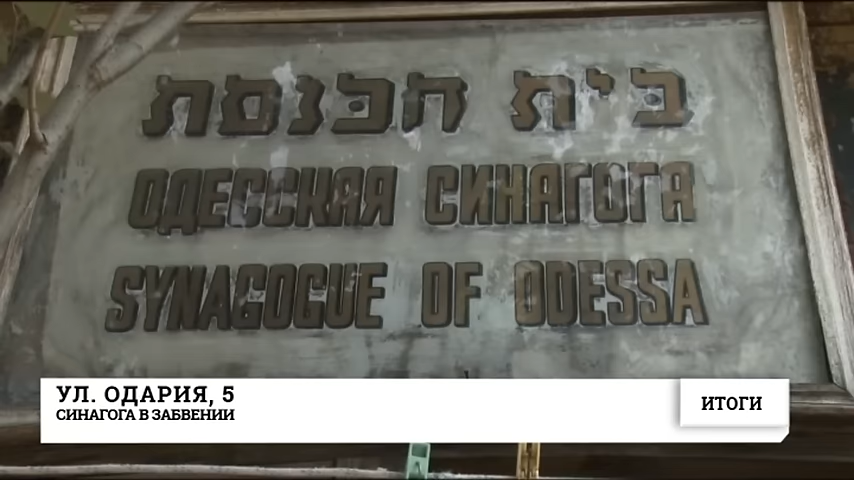 בית הכנסת
ОДЕССКАЯ СИНАГОГА
SYNAGOGUE OF ODESSA
УЛ. ОДАРИЯ, 5
СИНАГОГА В ЗАБВЕНИИ
ИТОГИ